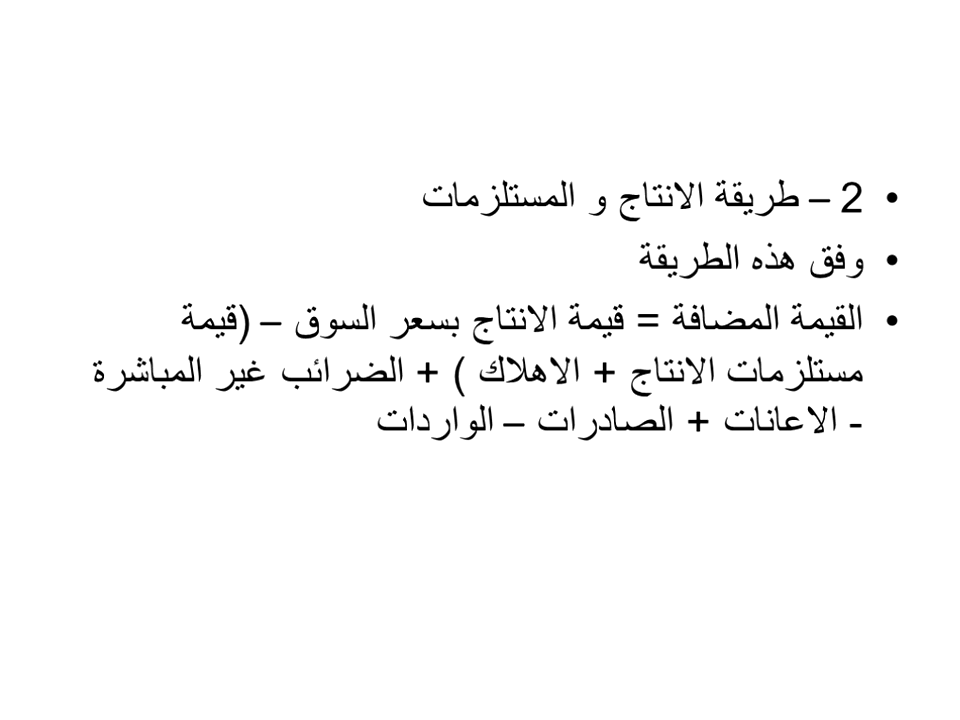 • 2 – طريقة الانتاج و المستلزمات
• وفق هذه الطريقة
• القيمة المضافة = قيمة الانتاج بسعر السوق – (قيمة
مستلزمات الانتاج + الاهلاك ) + الضرائب غير المباشرة
- الاعانات + الصادرات – الواردات